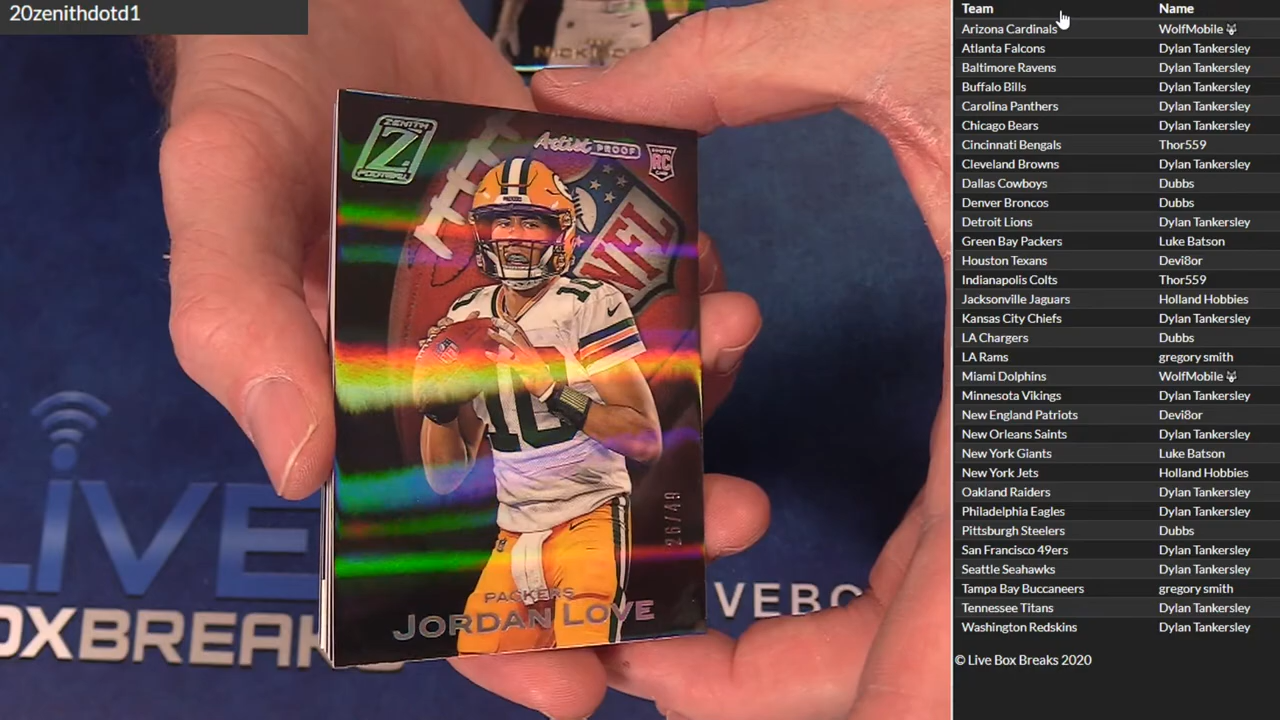 20zenithdotd1
ZENITH
Z
FOOTBALL
Artist PROOF
RC
NFL
10
10
26/49
PACKERS
JORDAN LOVE
LIVE
OXBREAK
VEBO
Team Name
Arizona Cardinals WolfMobile
Atlanta Falcons Dylan Tankersley
Baltimore Ravens Dylan Tankersley
Buffalo Bills Dylan Tankersley
Carolina Panthers Dylan Tankersley
Chicago Bears Dylan Tankersley
Cincinnati Bengals Thor559
Cleveland Browns Dylan Tankersley
Dallas Cowboys Dubbs
Denver Broncos Dubbs
Detroit Lions Dylan Tankersley
Green Bay Packers Luke Batson
Houston Texans Devi8or
Indianapolis Colts Thor559
Jacksonville Jaguars Holland Hobbies
Kansas City Chiefs Dylan Tankersley
LA Chargers Dubbs
LA Rams gregory smith
Miami Dolphins WolfMobile
Minnesota Vikings Dylan Tankersley
New England Patriots Devi8or
New Orleans Saints Dylan Tankersley
New York Giants Luke Batson
New York Jets Holland Hobbies
Oakland Raiders Dylan Tankersley
Philadelphia Eagles Dylan Tankersley
Pittsburgh Steelers Dubbs
San Francisco 49ers Dylan Tankersley
Seattle Seahawks Dylan Tankersley
Tampa Bay Buccaneers gregory smith
Tennessee Titans Dylan Tankersley
Washington Redskins Dylan Tankersley
© Live Box Breaks 2020